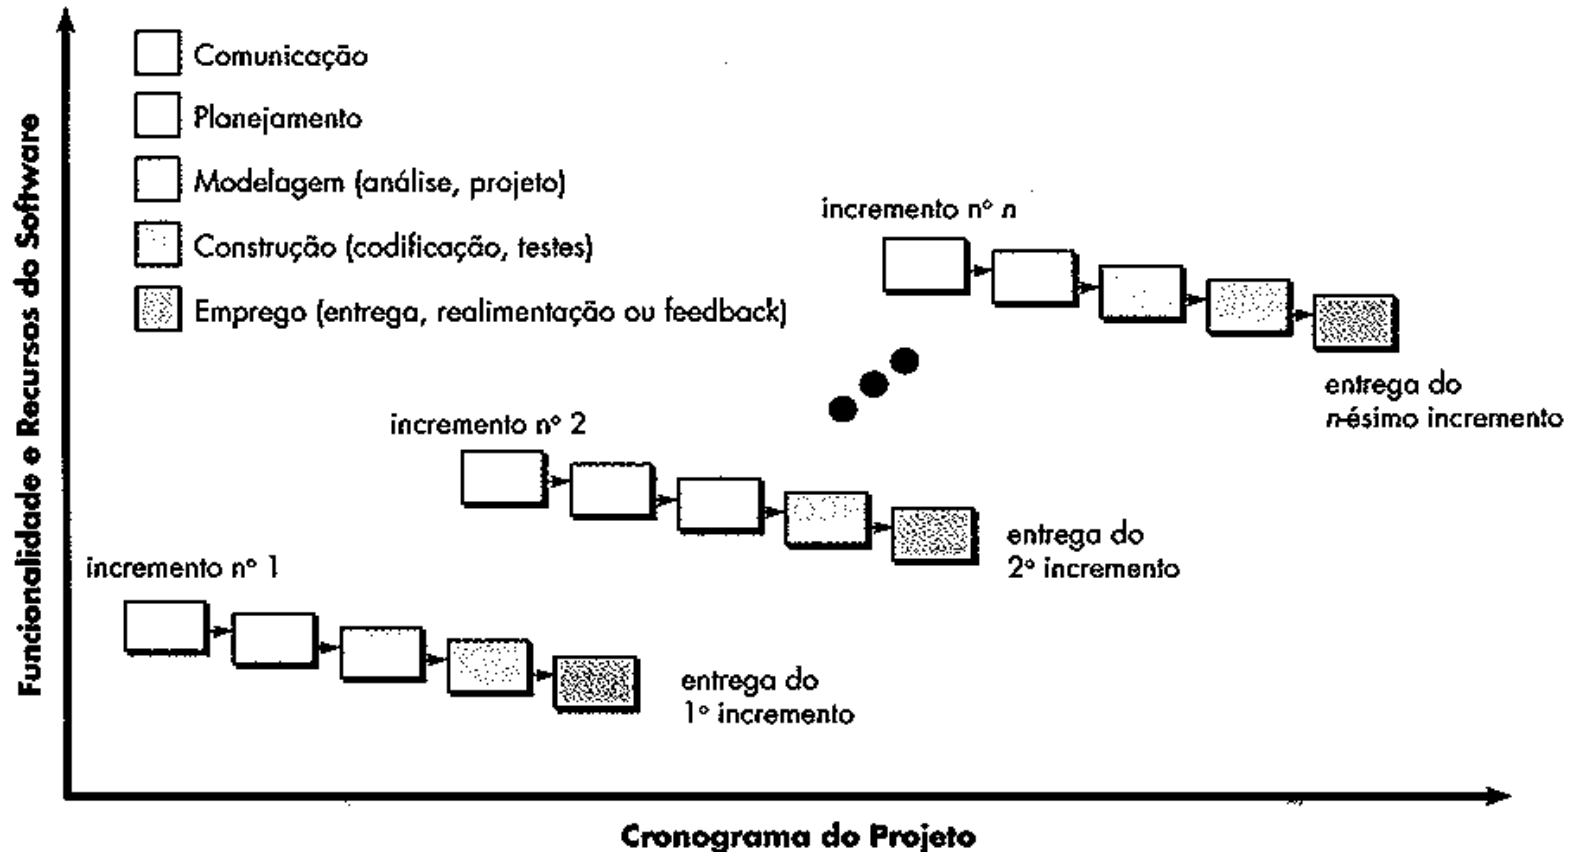 Funcionalidade e Recursos do Software
Comunicação
Planejamento
Modelagem (análise, projeto)
Construção (codificação, testes)
Emprego (entrega, realimentação ou feedback)
incremento nº n
entrega do
n-ésimo incremento
incremento nº 2
entrega do
2º incremento
incremento nº 1
entrega do
1º incremento
Cronograma do Projeto